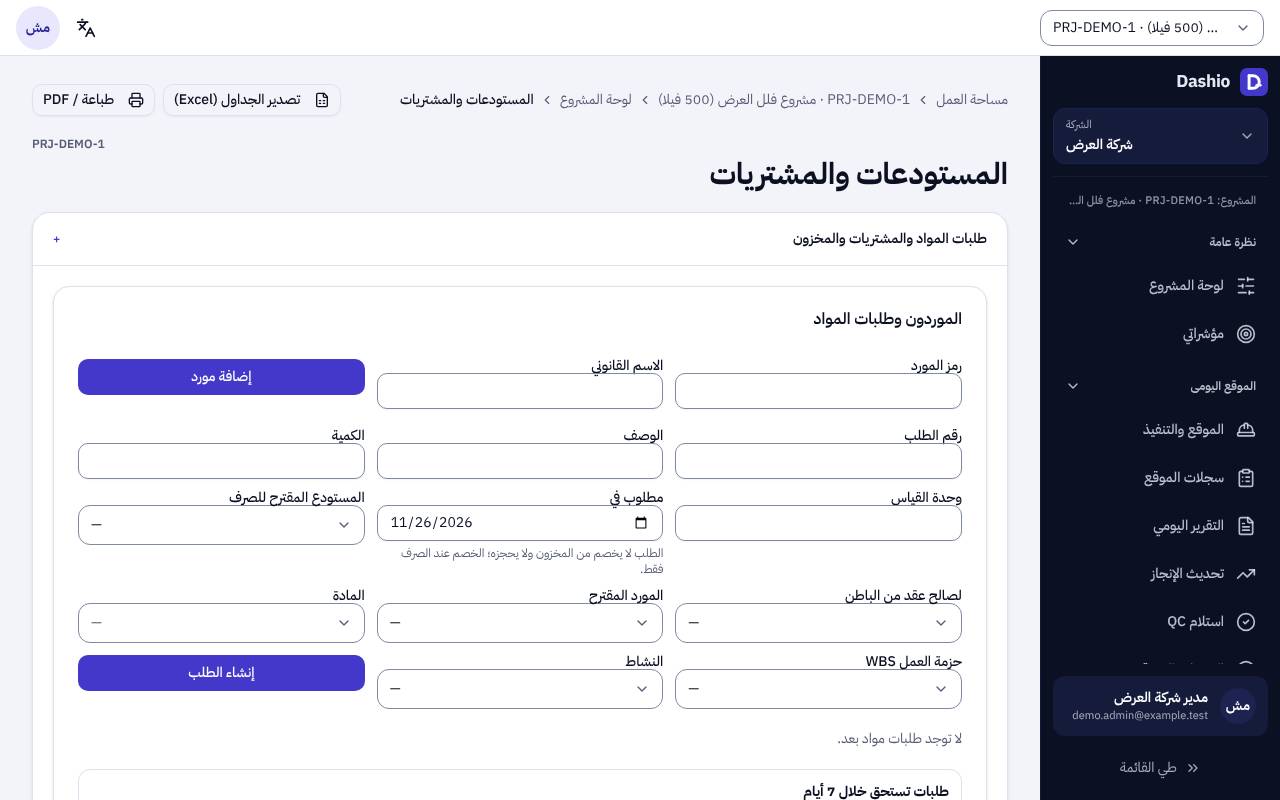 PRJ-DEMO-1 · (500 فيلا) ...
مش
Dashio
الشركة
شركة العرض
المشروع: PRJ-DEMO-1 · مشروع فلل الـ...
نظرة عامة
لوحة المشروع
مؤشراتي
الموقع اليومي
الموقع والتنفيذ
سجلات الموقع
التقرير اليومي
تحديث الإنجاز
استلام QC
مدير شركة العرض
demo.admin@example.test
مش
طي القائمة
مساحة العمل
PRJ-DEMO-1 · مشروع فلل العرض (500 فيلا)
لوحة المشروع
المستودعات والمشتريات
تصدير الجداول (Excel)
طباعة / PDF
PRJ-DEMO-1
المستودعات والمشتريات
طلبات المواد والمشتريات والمخزون
+
الموردون وطلبات المواد
رمز المورد
الاسم القانوني
إضافة مورد
رقم الطلب
الوصف
الكمية
وحدة القياس
مطلوب في
11/26/2026
الطلب لا يخصم من المخزون ولا يحجزه؛ الخصم عند الصرف
فقط.
المستودع المقترح للصرف
—
لصالح عقد من الباطن
—
المورد المقترح
—
المادة
—
حزمة العمل WBS
—
النشاط
—
إنشاء الطلب
لا توجد طلبات مواد بعد.
طلبات تستحق خلال 7 أيام